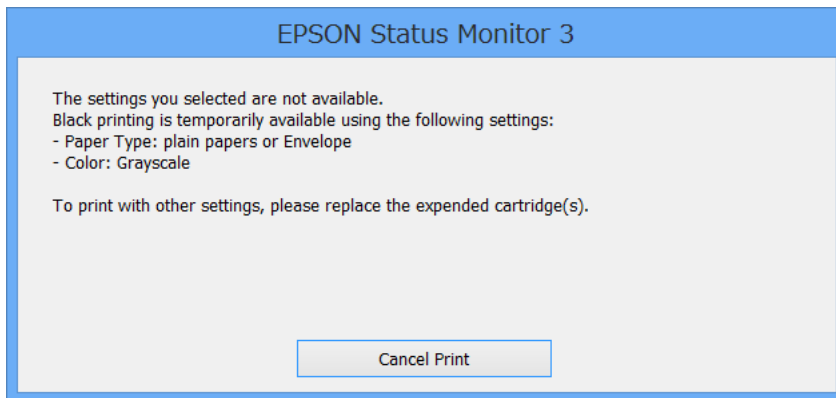 EPSON Status Monitor 3
The settings you selected are not available.
Black printing is temporarily available using the following settings:
- Paper Type: plain papers or Envelope
- Color: Grayscale
To print with other settings, please replace the expended cartridge(s).
Cancel Print